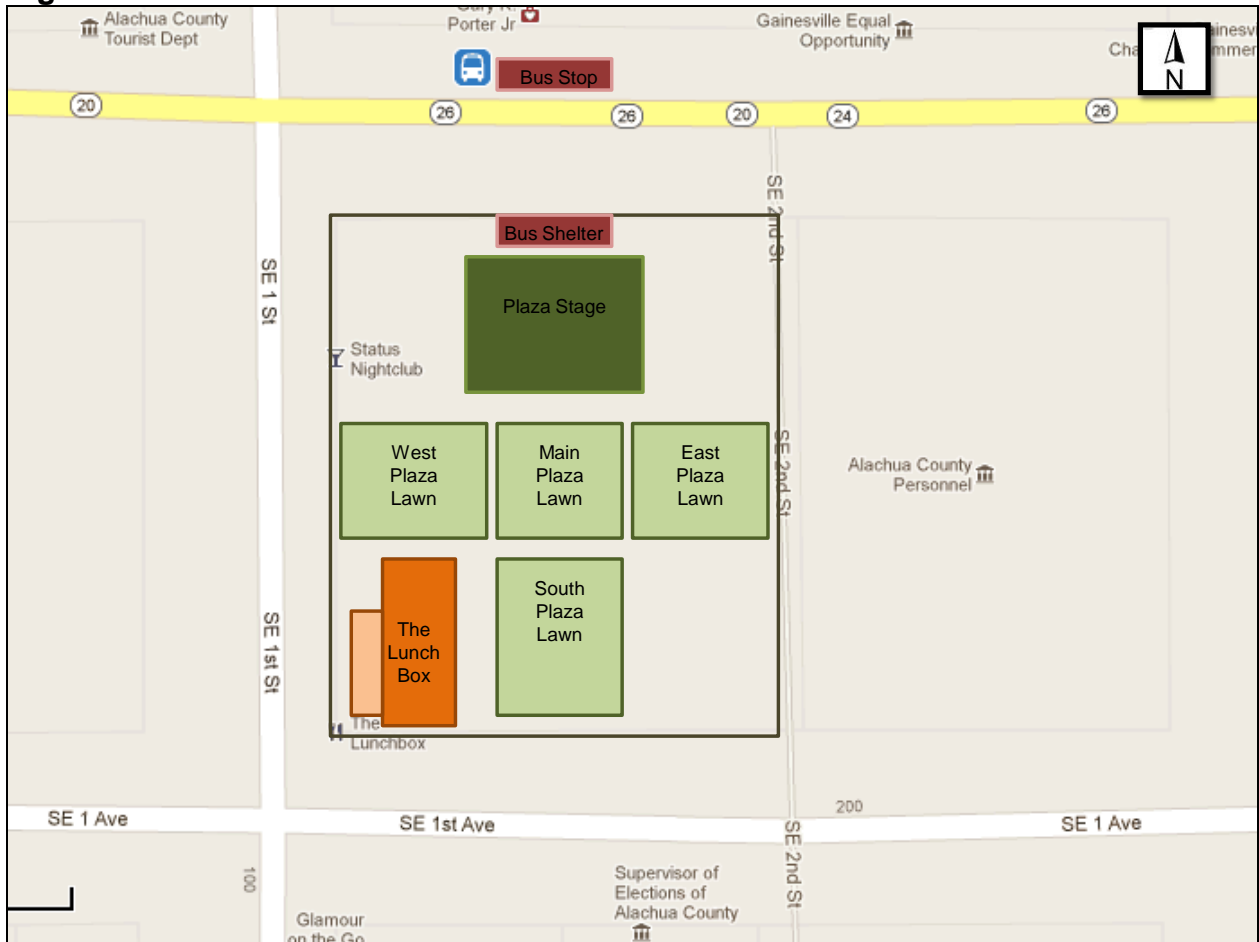 Alachua County
Tourist Dept
Porter Jr
Gainesville Equal
Opportunity
N
Bus Stop
20
26
26
20
24
26
SE 2nd St
Bus Shelter
SE 1 St
Plaza Stage
Status
Nightclub
West
Plaza
Lawn
Main
Plaza
Lawn
East
Plaza
Lawn
SE 2nd St
Alachua County
Personnel
The
Lunch
Box
South
Plaza
Lawn
SE 1st St
The
Lunchbox
SE 1 Ave
SE 1st Ave
200
SE 1 Ave
SE 2nd St
100
Supervisor of
Elections of
Alachua County
Glamour
on the Go